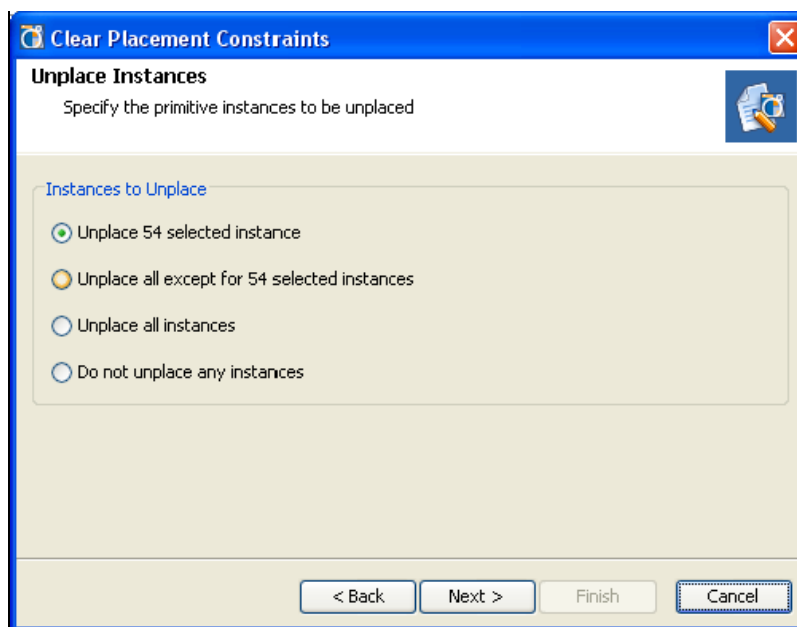 Clear Placement Constraints
Unplace Instances
Specify the primitive instances to be unplaced
Instances to Unplace
Unplace 54 selected instance
Unplace all except for 54 selected instances
Unplace all instances
Do not unplace any instances
< Back Next > Finish Cancel